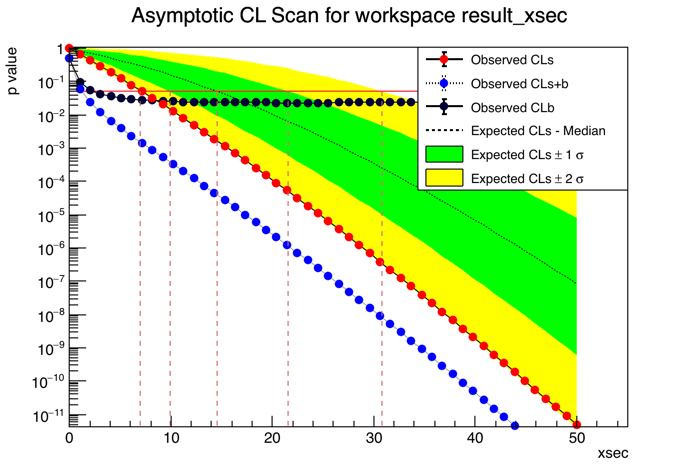 Asymptotic CL Scan for workspace result_xsec
p value
1
10⁻¹
10⁻²
10⁻³
10⁻⁴
10⁻⁵
10⁻⁶
10⁻⁷
10⁻⁸
10⁻⁹
10⁻¹⁰
10⁻¹¹
Observed CLs
Observed CLs+b
Observed CLb
Expected CLs - Median
Expected CLs ± 1 σ
Expected CLs ± 2 σ
0 10 20 30 40 50
xsec